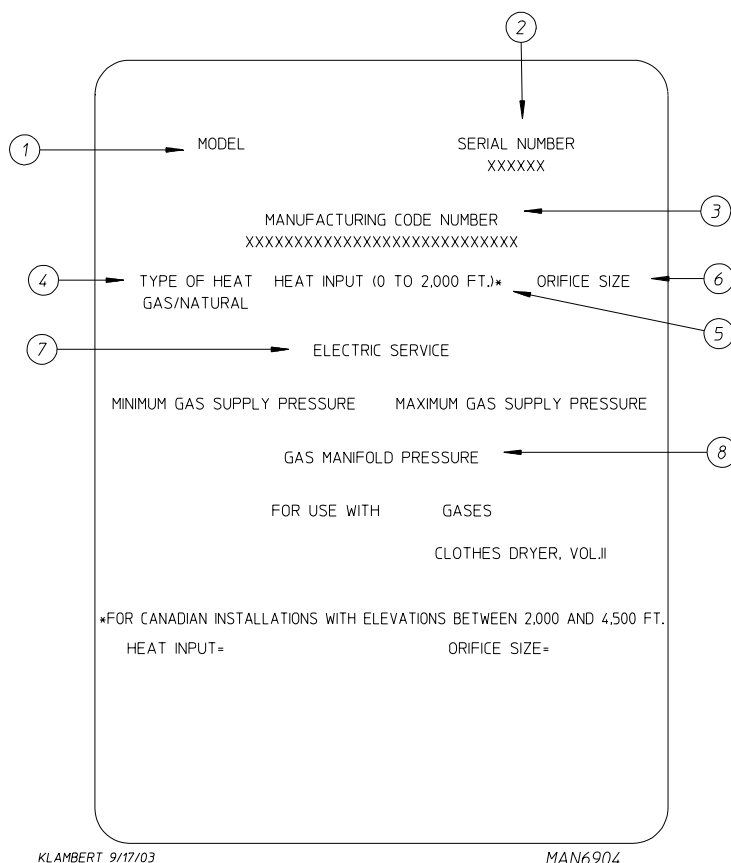 2
1
MODEL
SERIAL NUMBER
XXXXXX
3
MANUFACTURING CODE NUMBER
XXXXXXXXXXXXXXXXXXXXXXXXXXXX
4
TYPE OF HEAT
GAS/NATURAL
HEAT INPUT (0 TO 2,000 FT.)*
ORIFICE SIZE
6
5
7
ELECTRIC SERVICE
MINIMUM GAS SUPPLY PRESSURE
MAXIMUM GAS SUPPLY PRESSURE
GAS MANIFOLD PRESSURE
8
FOR USE WITH
GASES
CLOTHES DRYER, VOL.II
*FOR CANADIAN INSTALLATIONS WITH ELEVATIONS BETWEEN 2,000 AND 4,500 FT.
HEAT INPUT=
ORIFICE SIZE=
KLAMBERT 9/17/03
MAN6904